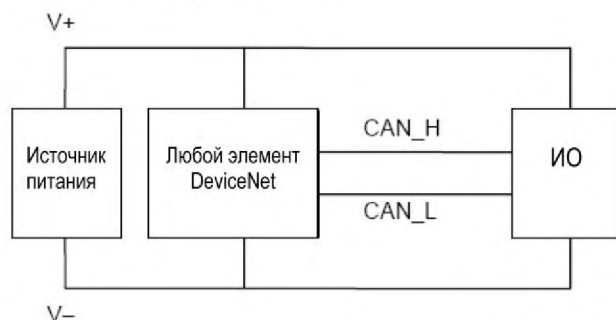 V+
Источник
питания
Любой элемент
DeviceNet
CAN_H
CAN_L
ИО
V–